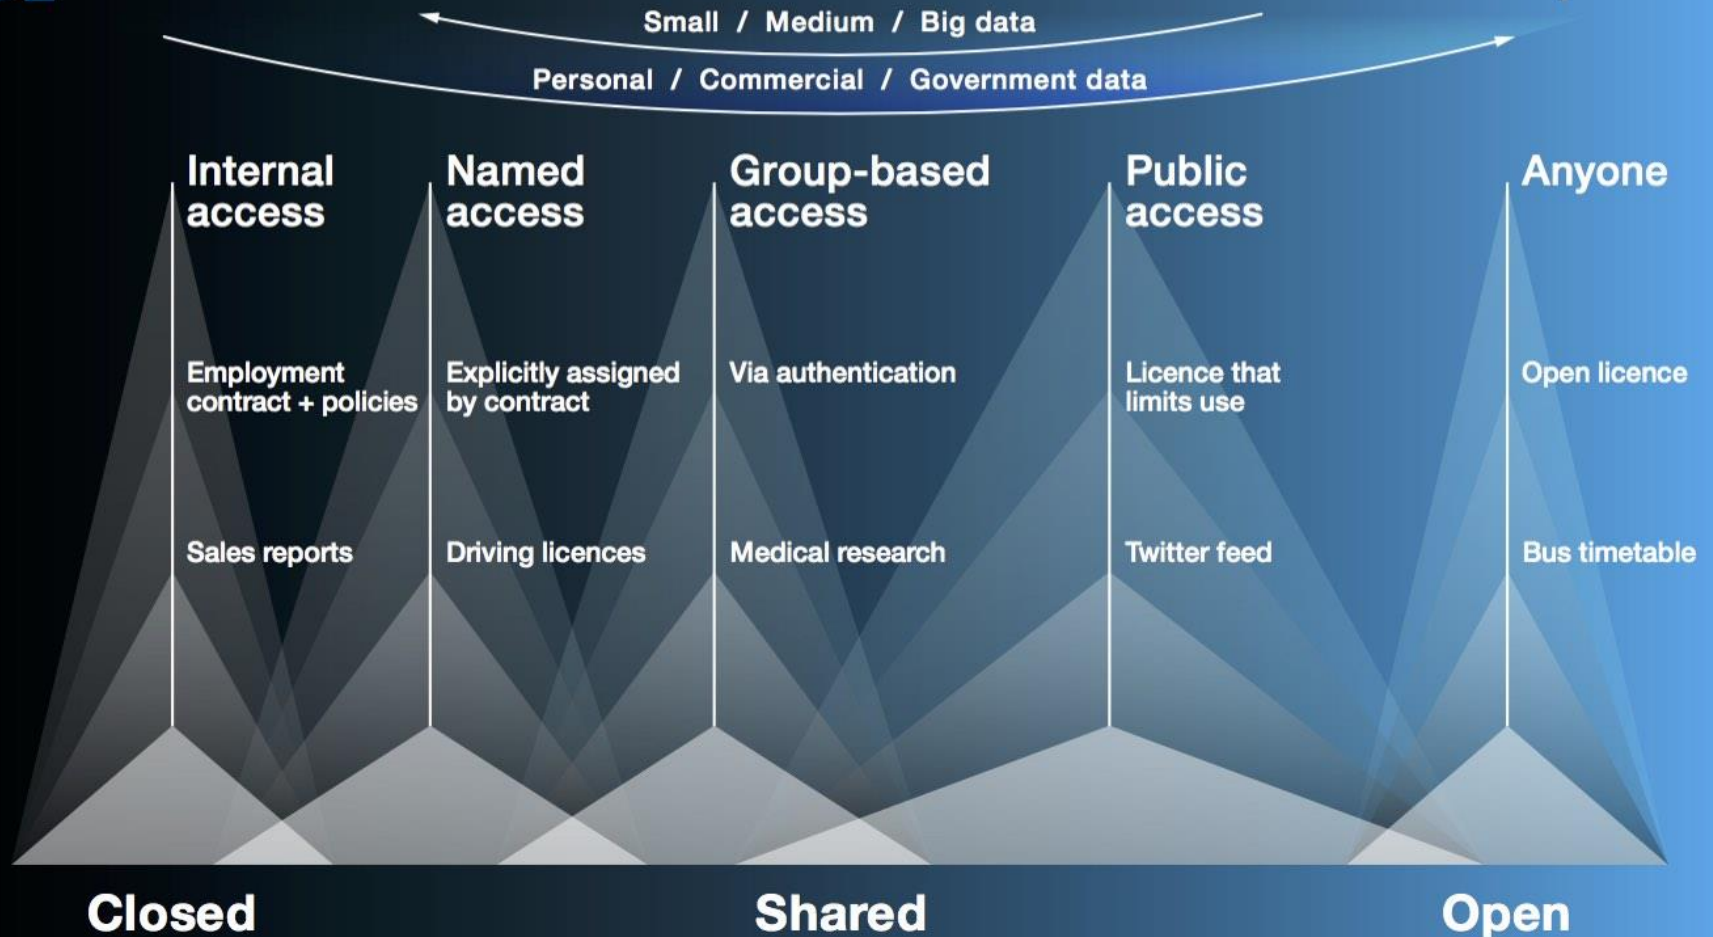 Small / Medium / Big data
Personal / Commercial / Government data
Internal
access
Named
access
Group-based
access
Public
access
Anyone
Employment
contract + policies
Explicitly assigned
by contract
Via authentication
Licence that
limits use
Open licence
Sales reports
Driving licences
Medical research
Twitter feed
Bus timetable
Closed
Shared
Open